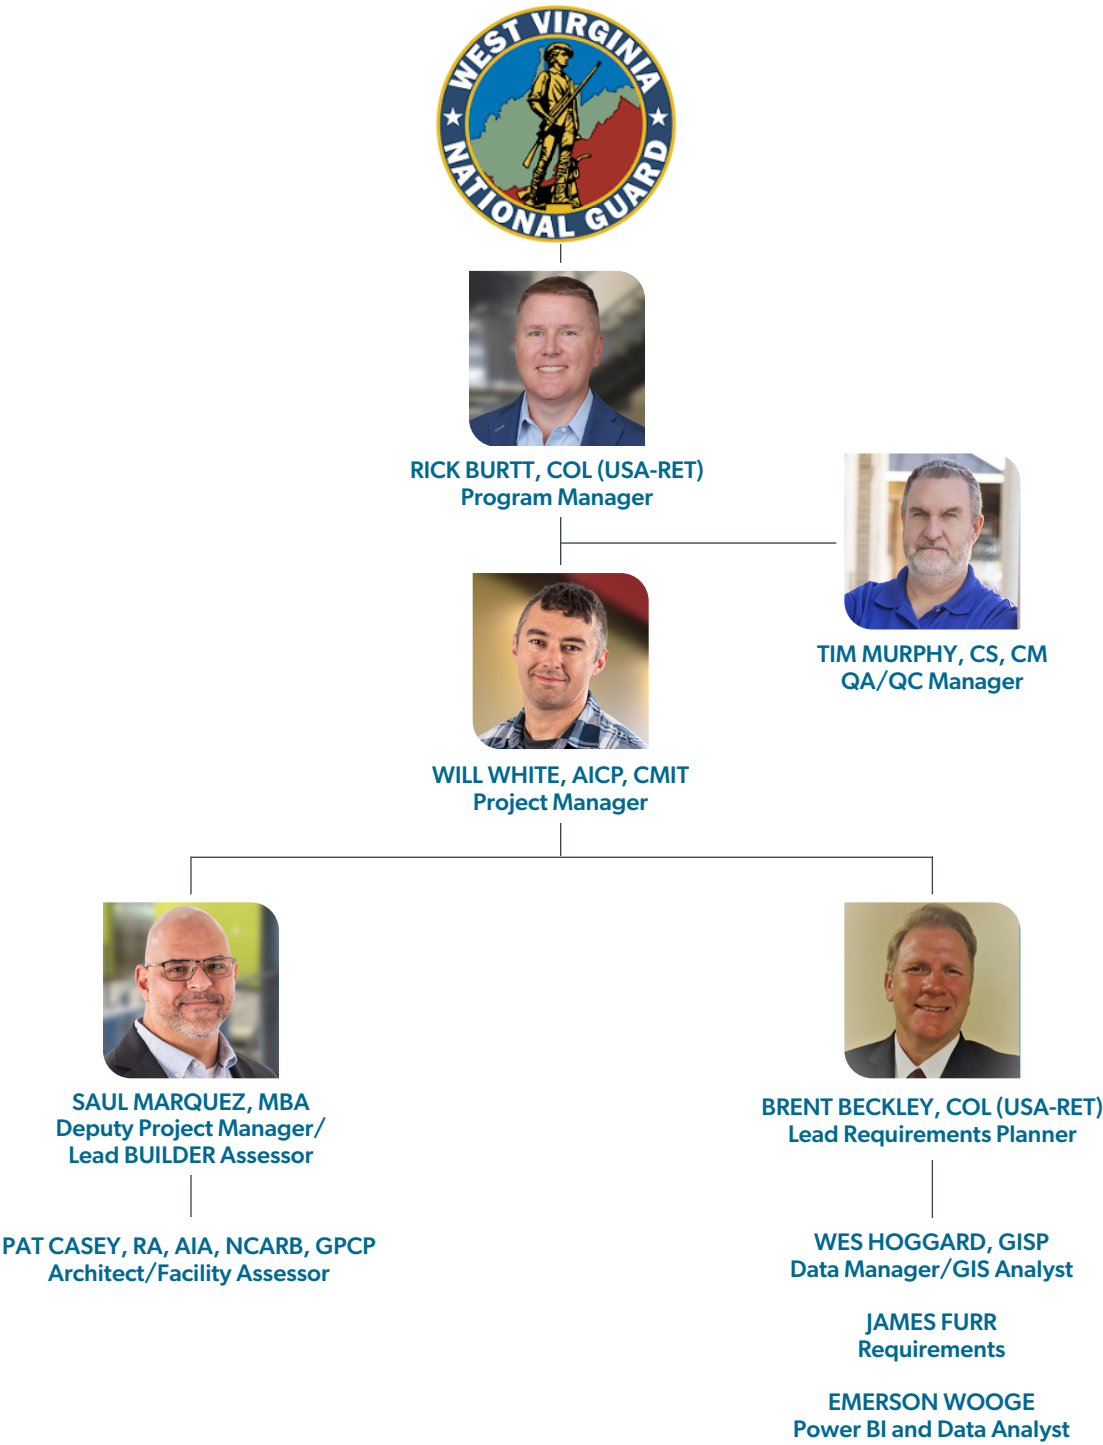 WEST VIRGINIA
NATIONAL GUARD
RICK BURTT, COL (USA-RET)
Program Manager
TIM MURPHY, CS, CM
QA/QC Manager
WILL WHITE, AICP, CMIT
Project Manager
SAUL MARQUEZ, MBA
Deputy Project Manager/
Lead BUILDER Assessor
PAT CASEY, RA, AIA, NCARB, GPCP
Architect/Facility Assessor
BRENT BECKLEY, COL (USA-RET)
Lead Requirements Planner
WES HOGGARD, GISP
Data Manager/GIS Analyst
JAMES FURR
Requirements
EMERSON WOOGE
Power BI and Data Analyst